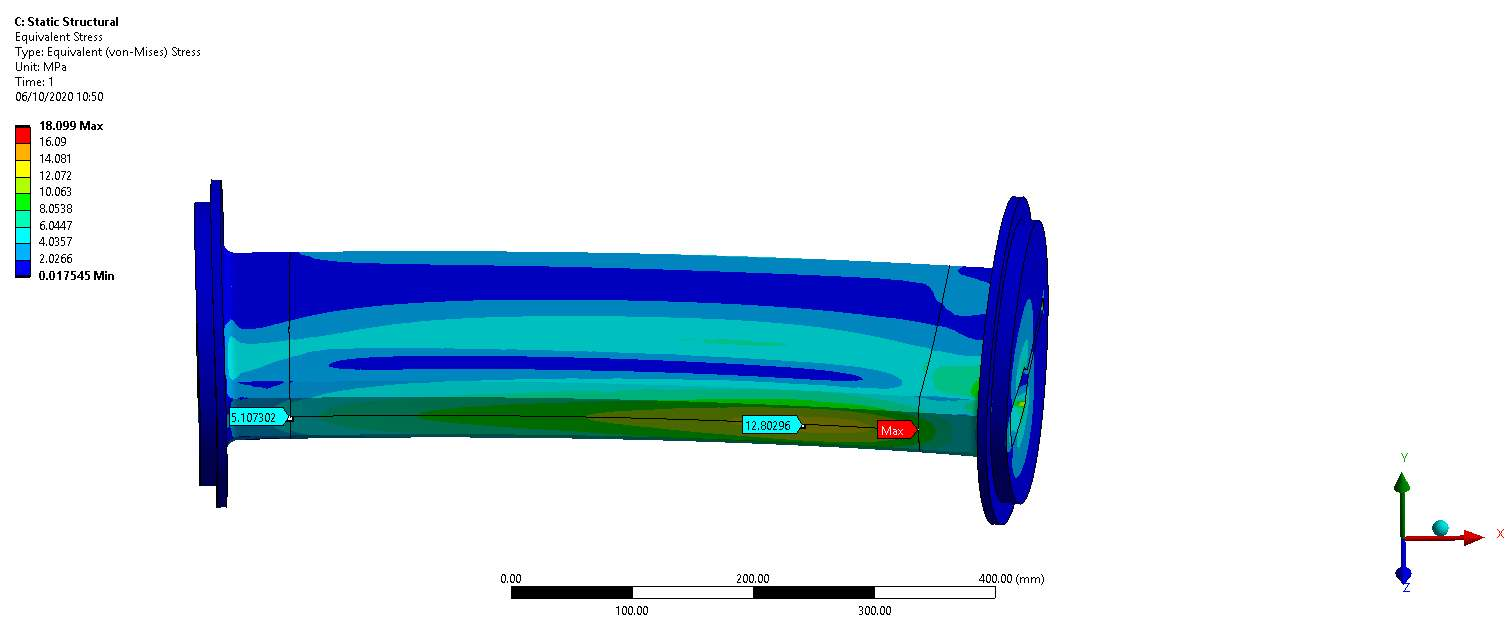 C: Static Structural
Equivalent Stress
Type: Equivalent (von-Mises) Stress
Unit: MPa
Time: 1
06/10/2020 10:50
18.099 Max
16.09
14.081
12.072
10.063
8.0538
6.0447
4.0357
2.0266
0.017545 Min
5.107302
12.80296
Max
Y
X
Z
0.00 200.00 400.00 (mm)
100.00 300.00